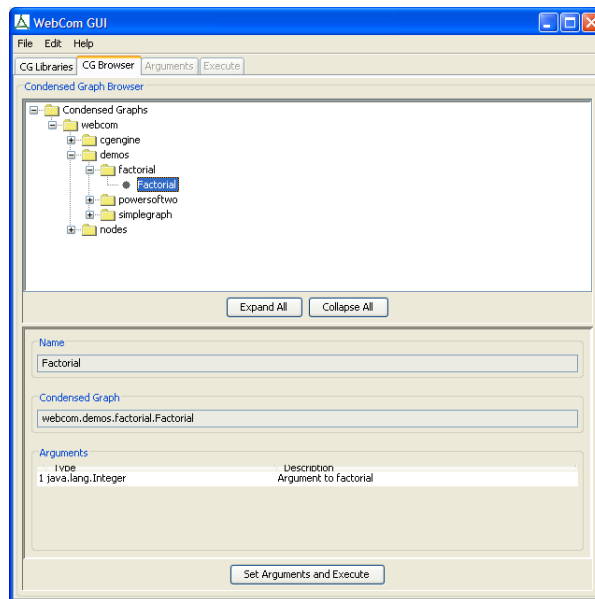 WebCom GUI
File Edit Help
CG Libraries CG Browser Arguments Execute
Condensed Graph Browser
Condensed Graphs
webcom
cgengine
demos
factorial
Factorial
powersoftwo
simplegraph
nodes
Expand All Collapse All
Name
Factorial
Condensed Graph
webcom.demos.factorial.Factorial
Arguments
Type Description
1 java.lang.Integer Argument to factorial
Set Arguments and Execute